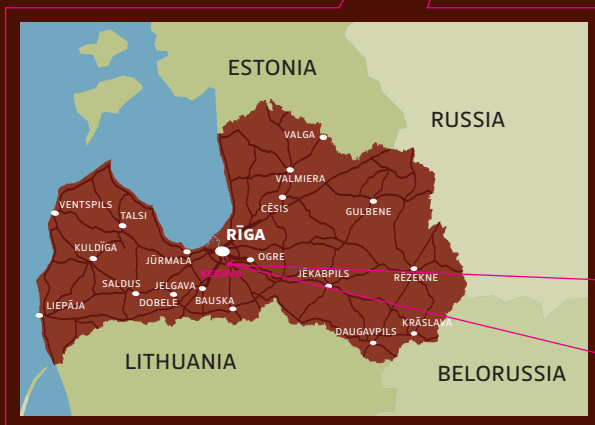 ESTONIA
RUSSIA
VALGA
VALMIERA
CĒSIS
GULBENE
VENTSPILS
TALSI
RĪGA
KULDĪGA
JŪRMALA
OGRE
ĶEKAVA
JĒKABPILS
RĒZEKNE
SALDUS
JELGAVA
DOBELE
BAUSKA
LIEPĀJA
DAUGAVPILS
KRĀSLAVA
LITHUANIA
BELORUSSIA